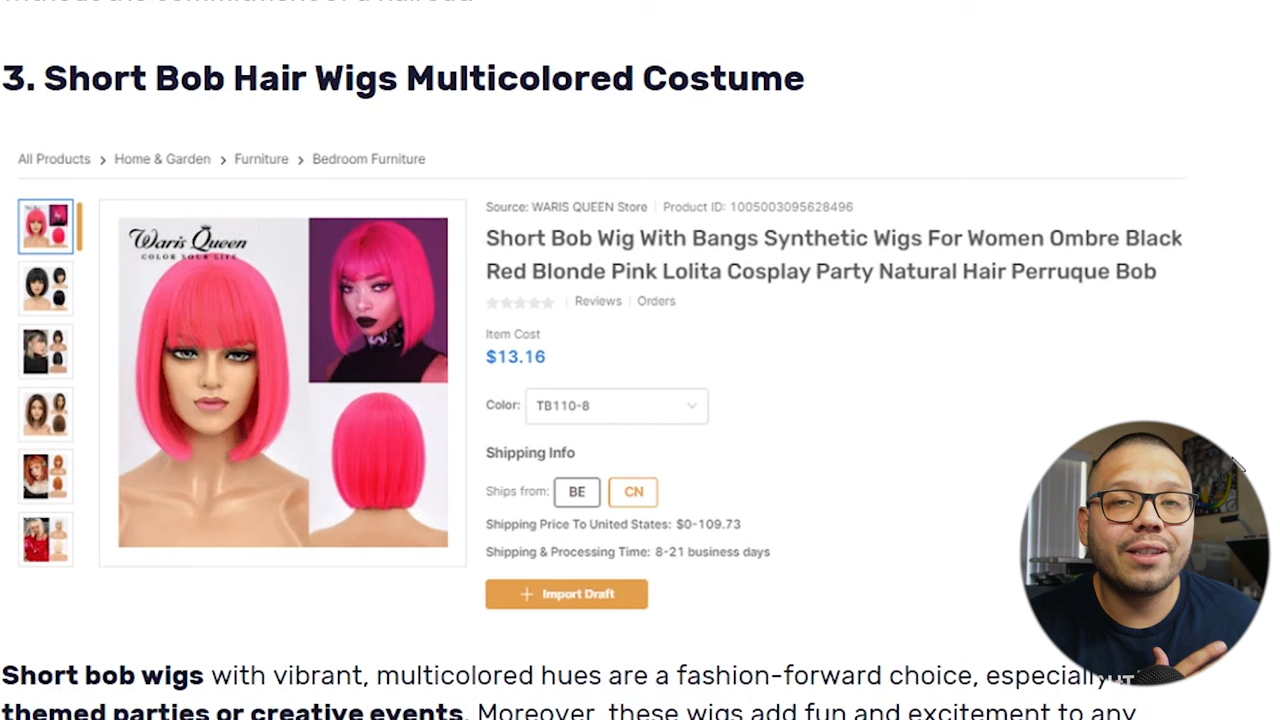 3. Short Bob Hair Wigs Multicolored Costume
All Products > Home & Garden > Furniture > Bedroom Furniture
Waris Queen
COLOR YOUR LIFE
Source: WARIS QUEEN Store | Product ID: 1005003095628496
Short Bob Wig With Bangs Synthetic Wigs For Women Ombre Black
Red Blonde Pink Lolita Cosplay Party Natural Hair Perruque Bob
Reviews | Orders
Item Cost
$13.16
Color: TB110-8
Shipping Info
Ships from: BE CN
Shipping Price To United States: $0-109.73
Shipping & Processing Time: 8-21 business days
+ Import Draft
Short bob wigs with vibrant, multicolored hues are a fashion-forward choice, especially
themed parties or creative events. Moreover, these wigs add fun and excitement to any